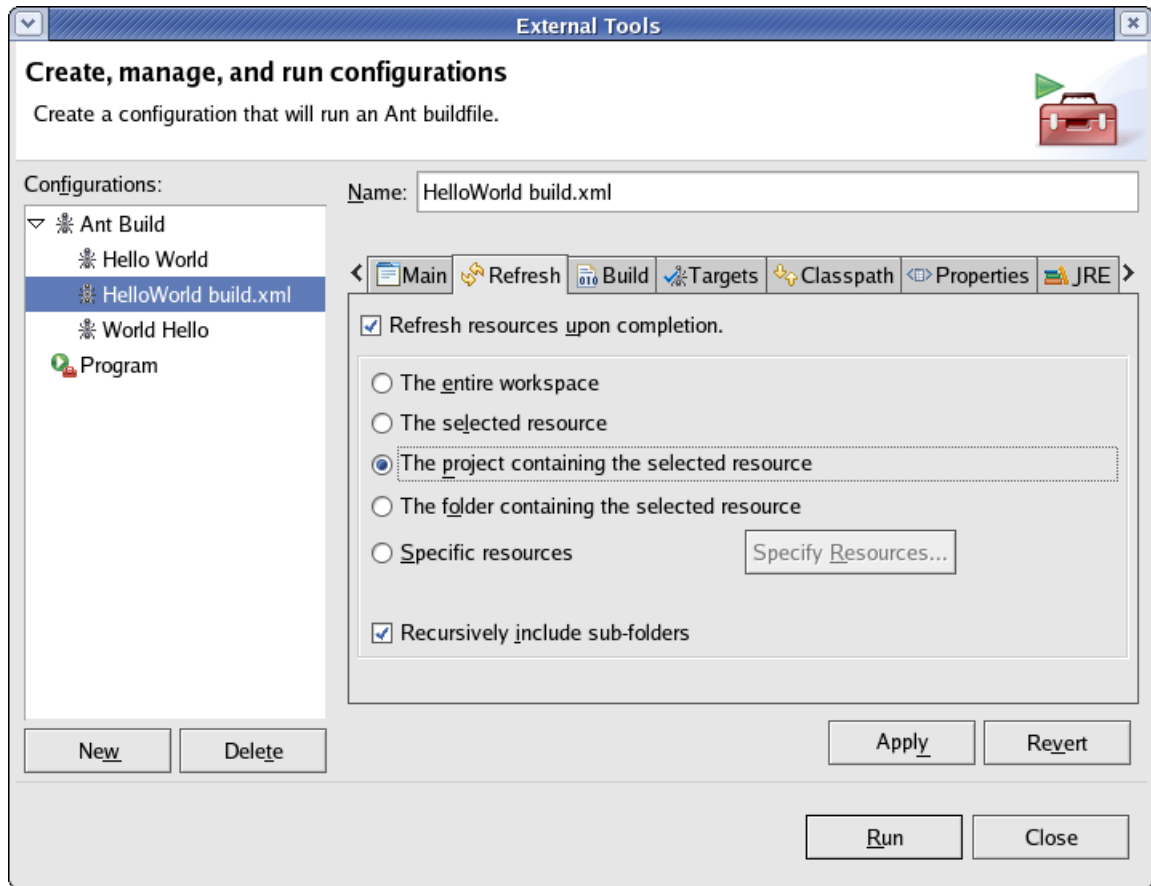 External Tools
Create, manage, and run configurations
Create a configuration that will run an Ant buildfile.
Configurations:
Ant Build
Hello World
HelloWorld build.xml
World Hello
Program
New
Delete
Name: HelloWorld build.xml
Main Refresh Build Targets Classpath Properties JRE
Refresh resources upon completion.
The entire workspace
The selected resource
The project containing the selected resource
The folder containing the selected resource
Specific resources Specify Resources...
Recursively include sub-folders
Apply Revert
Run Close